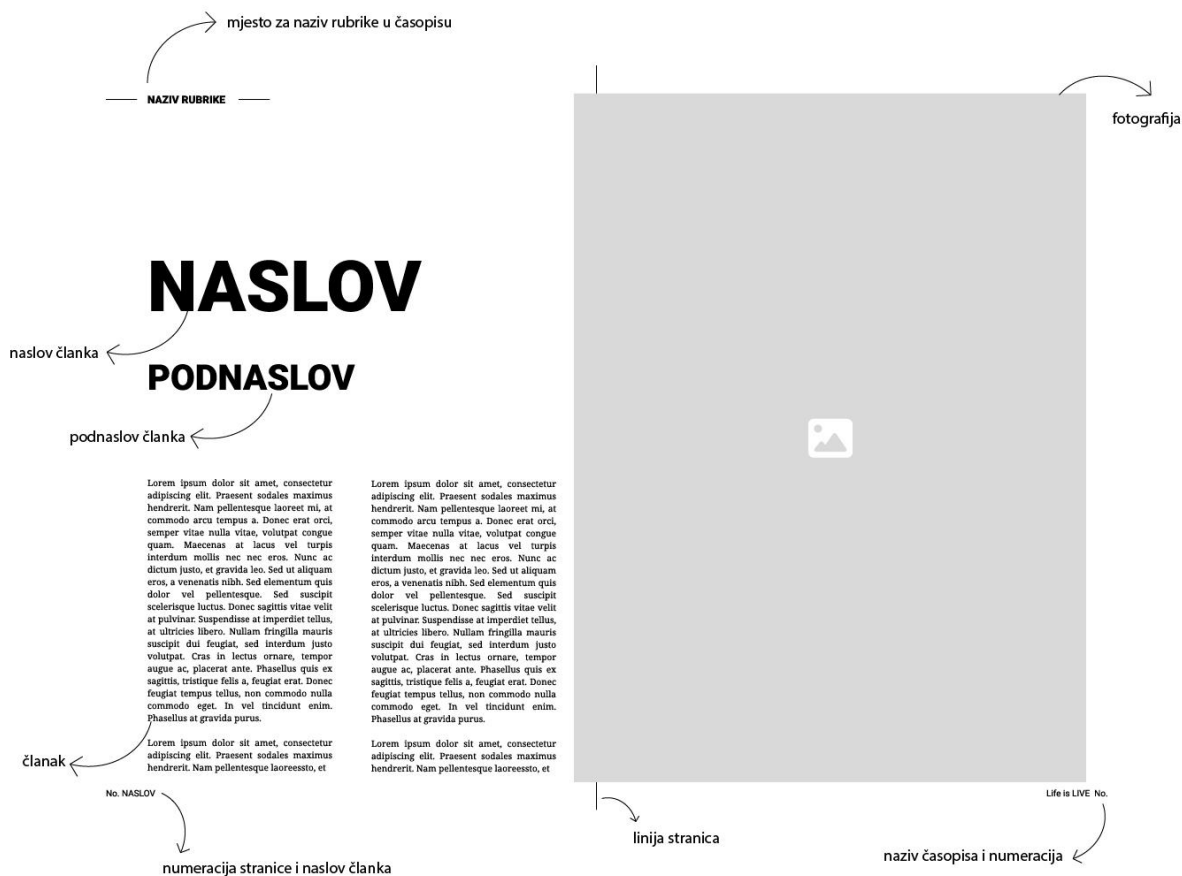 mjesto za naziv rubrike u časopisu
NAZIV RUBRIKE
fotografija
NASLOV
naslov članka
PODNASLOV
podnaslov članka
Lorem ipsum dolor sit amet, consectetur
adipiscing elit. Praesent sodales maximus
hendrerit. Nam pellentesque laoreet mi, at
commodo arcu tempus a. Donec erat orci,
semper vitae nulla vitae, volutpat congue
quam. Maecenas at lacus vel turpis
interdum mollis nec nec eros. Nunc ac
dictum justo, et gravida leo. Sed ut aliquam
eros, a venenatis nibh. Sed elementum quis
dolor vel pellentesque. Sed suscipit
scelerisque luctus. Donec sagittis vitae velit
at pulvinar. Suspendisse at imperdiet tellus,
at ultricies libero. Nullam fringilla mauris
suscipit dui feugiat, sed interdum justo
volutpat. Cras in lectus ornare, tempor
augue ac, placerat ante. Phasellus quis ex
sagittis, tristique felis a, feugiat erat. Donec
feugiat tempus tellus, non commodo nulla
commodo eget. In vel tincidunt enim.
Phasellus at gravida purus.
Lorem ipsum dolor sit amet, consectetur
adipiscing elit. Praesent sodales maximus
hendrerit. Nam pellentesque laoreessto, et
Lorem ipsum dolor sit amet, consectetur
adipiscing elit. Praesent sodales maximus
hendrerit. Nam pellentesque laoreet mi, at
commodo arcu tempus a. Donec erat orci,
semper vitae nulla vitae, volutpat congue
quam. Maecenas at lacus vel turpis
interdum mollis nec nec eros. Nunc ac
dictum justo, et gravida leo. Sed ut aliquam
eros, a venenatis nibh. Sed elementum quis
dolor vel pellentesque. Sed suscipit
scelerisque luctus. Donec sagittis vitae velit
at pulvinar. Suspendisse at imperdiet tellus,
at ultricies libero. Nullam fringilla mauris
suscipit dui feugiat, sed interdum justo
volutpat. Cras in lectus ornare, tempor
augue ac, placerat ante. Phasellus quis ex
sagittis, tristique felis a, feugiat erat. Donec
feugiat tempus tellus, non commodo nulla
commodo eget. In vel tincidunt enim.
Phasellus at gravida purus.
Lorem ipsum dolor sit amet, consectetur
adipiscing elit. Praesent sodales maximus
hendrerit. Nam pellentesque laoreessto, et
članak
No. NASLOV
Life is LIVE No.
linija stranica
naziv časopisa i numeracija
numeracija stranice i naslov članka